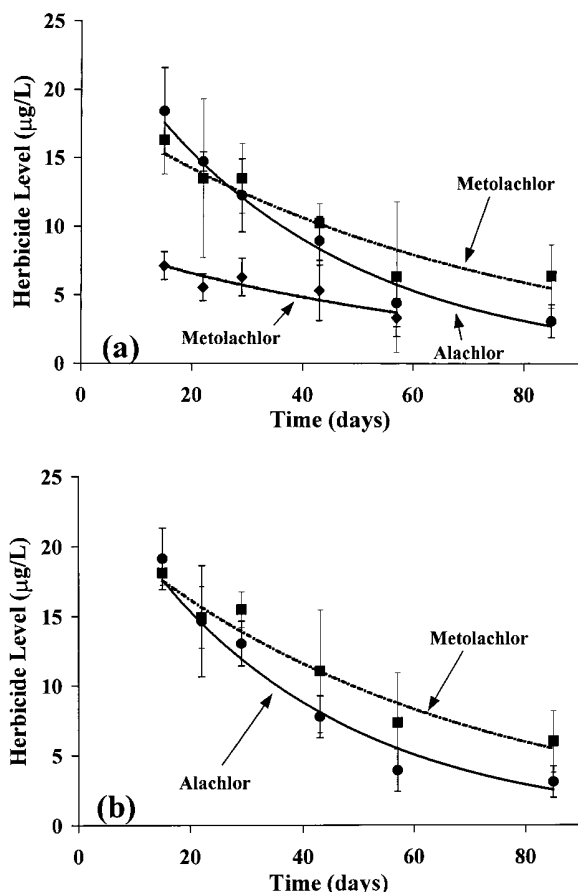 25
20
15
10
5
0
Herbicide Level (µg/L)
Metolachlor
Metolachlor
Alachlor
(a)
0 20 40 60 80
Time (days)
25
20
15
10
5
0
Herbicide Level (µg/L)
Metolachlor
Alachlor
(b)
0 20 40 60 80
Time (days)